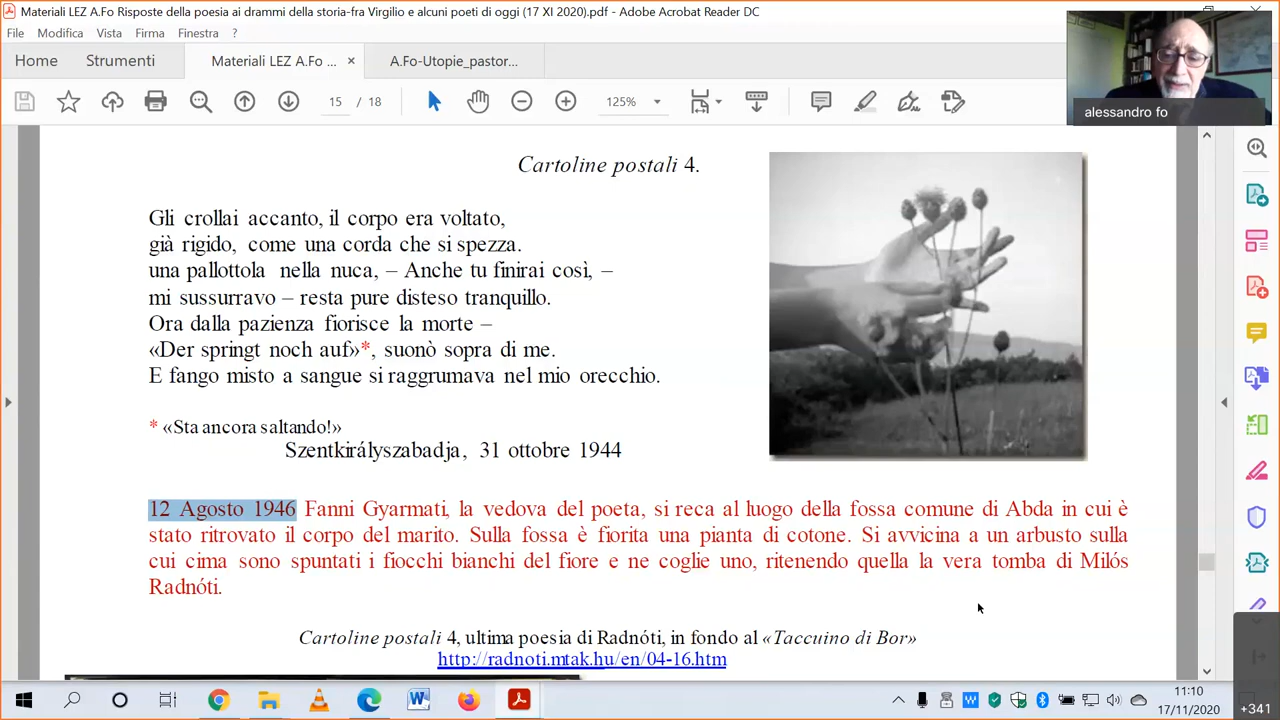 Materiali LEZ A.Fo Risposte della poesia ai drammi della storia-fra Virgilio e alcuni poeti di oggi (17 XI 2020).pdf - Adobe Acrobat Reader DC
File Modifica Vista Firma Finestra ?
Home Strumenti Materiali LEZ A.Fo ... × A.Fo-Utopie_pastor...
15 / 18 125%
alessandro fo
Cartoline postali 4.
Gli crollai accanto, il corpo era voltato,
già rigido, come una corda che si spezza.
una pallottola nella nuca, – Anche tu finirai così, –
mi sussurravo – resta pure disteso tranquillo.
Ora dalla pazienza fiorisce la morte –
«Der springt noch auf»*, suonò sopra di me.
E fango misto a sangue si raggrumava nel mio orecchio.
* «Sta ancora saltando!»
Szentkirályszabadja, 31 ottobre 1944
12 Agosto 1946 Fanni Gyarmati, la vedova del poeta, si reca al luogo della fossa comune di Abda in cui è
stato ritrovato il corpo del marito. Sulla fossa è fiorita una pianta di cotone. Si avvicina a un arbusto sulla
cui cima sono spuntati i fiocchi bianchi del fiore e ne coglie uno, ritenendo quella la vera tomba di Milós
Radnóti.
Cartoline postali 4, ultima poesia di Radnóti, in fondo al «Taccuino di Bor»
http://radnoti.mtak.hu/en/04-16.htm
11:10
17/11/2020
+341